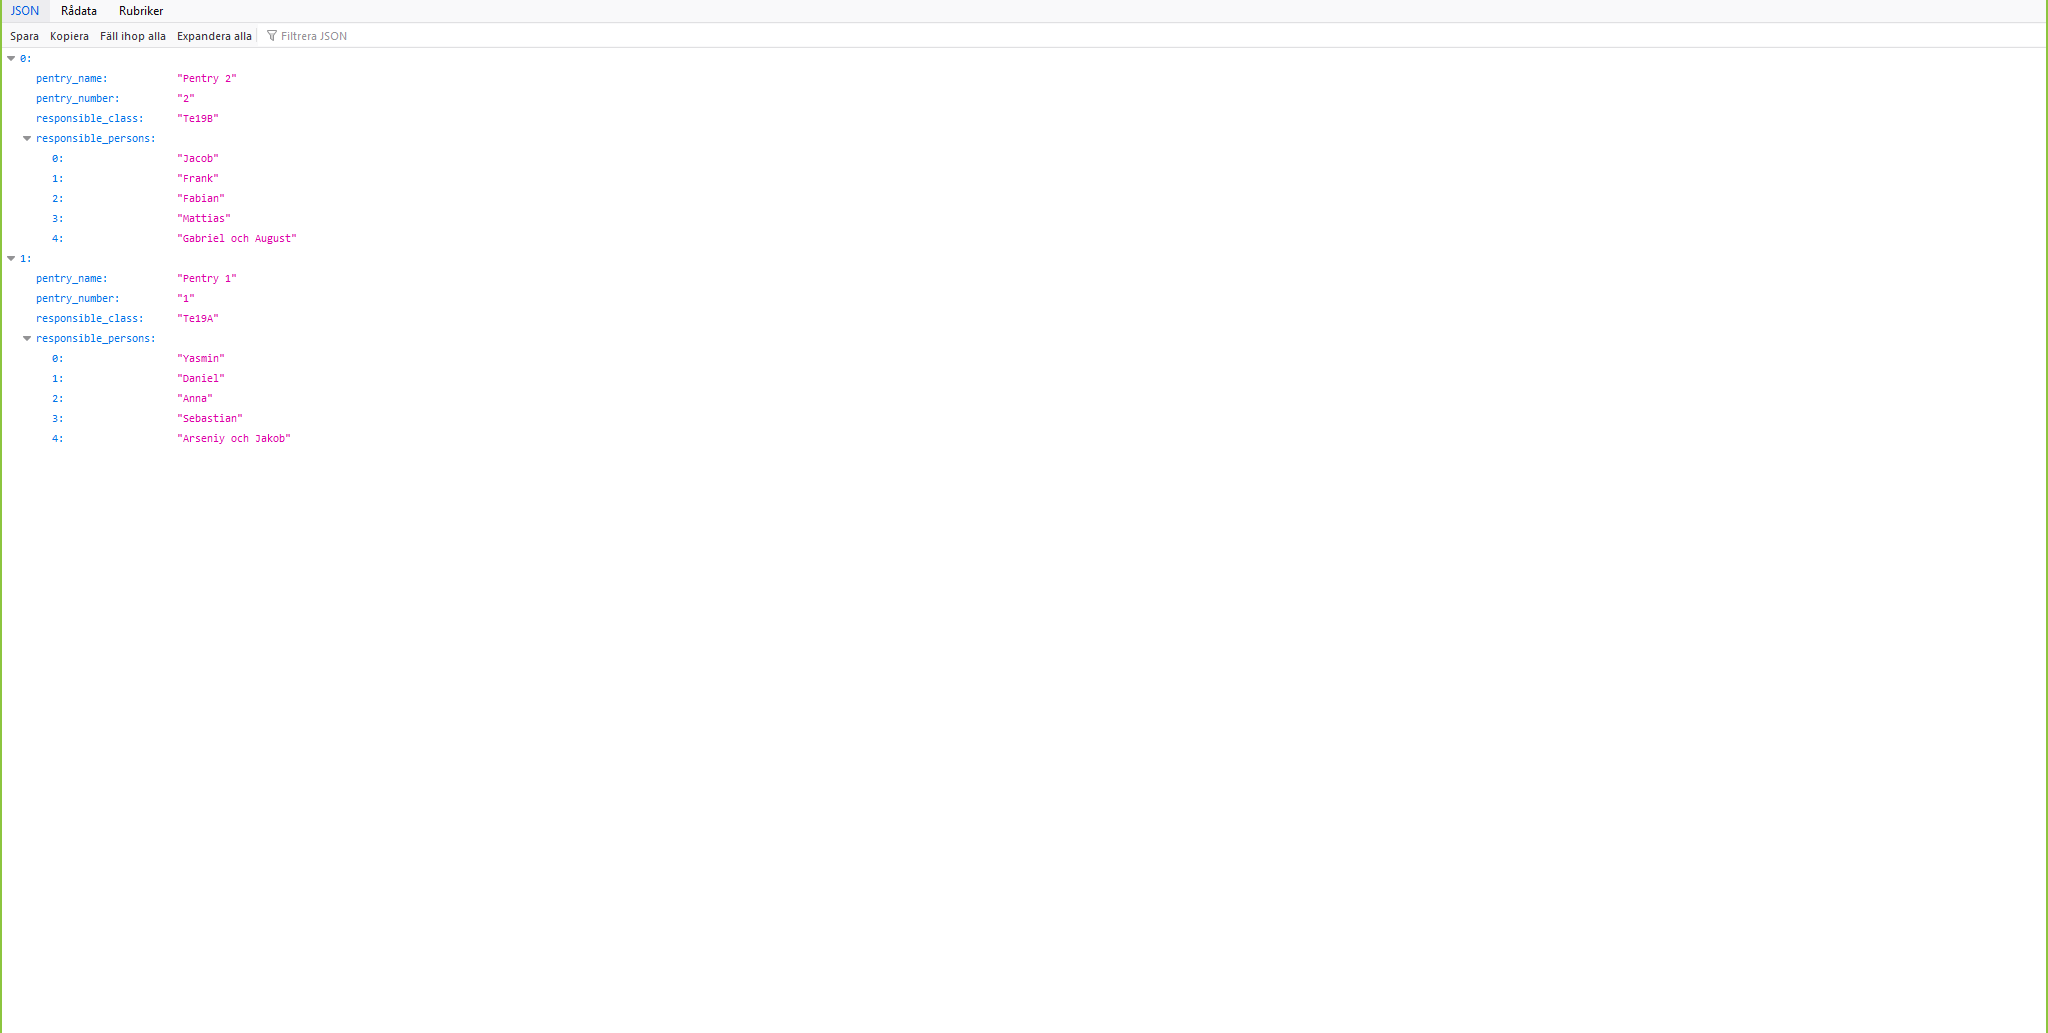 JSON Rådata Rubriker
Spara Kopiera Fäll ihop alla Expandera alla Filtrera JSON
0:
pentry_name: "Pentry 2"
pentry_number: "2"
responsible_class: "Te19B"
responsible_persons:
0: "Jacob"
1: "Frank"
2: "Fabian"
3: "Mattias"
4: "Gabriel och August"
1:
pentry_name: "Pentry 1"
pentry_number: "1"
responsible_class: "Te19A"
responsible_persons:
0: "Yasmin"
1: "Daniel"
2: "Anna"
3: "Sebastian"
4: "Arseniy och Jakob"